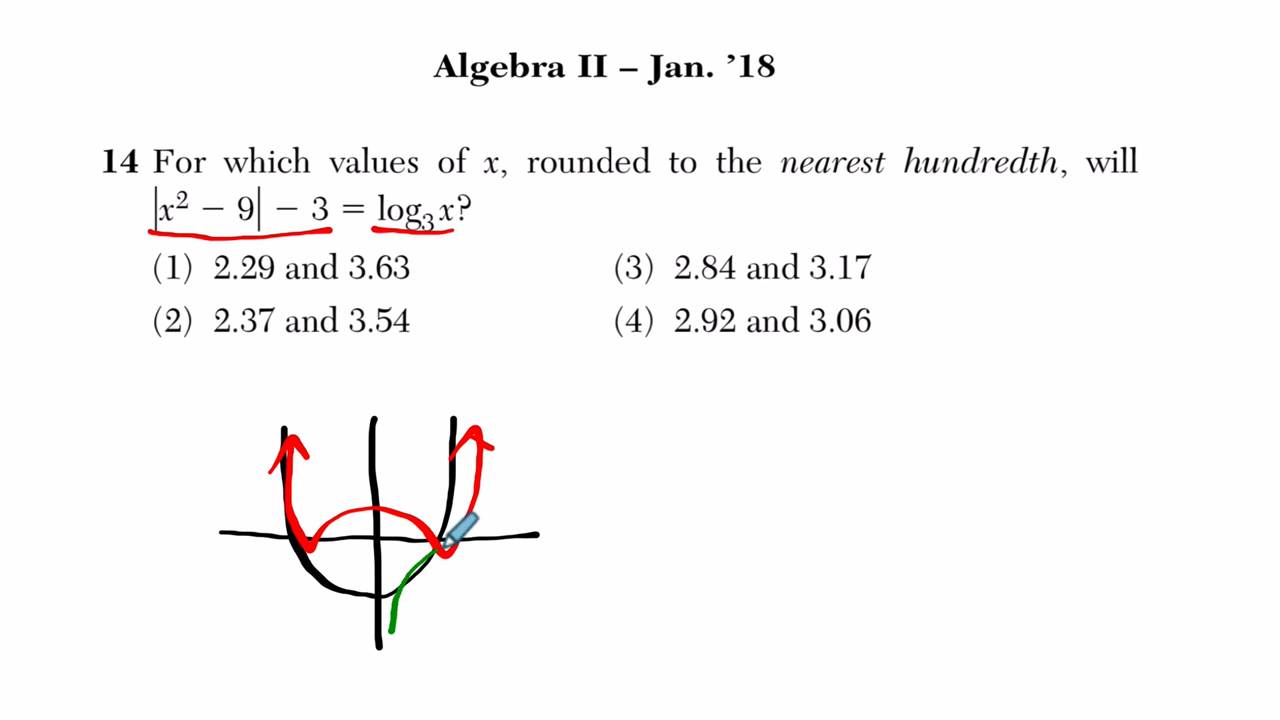 Algebra II – Jan. ’18
14 For which values of x, rounded to the nearest hundredth, will
|x² − 9| − 3 = log₃x?
(1) 2.29 and 3.63 (3) 2.84 and 3.17
(2) 2.37 and 3.54 (4) 2.92 and 3.06